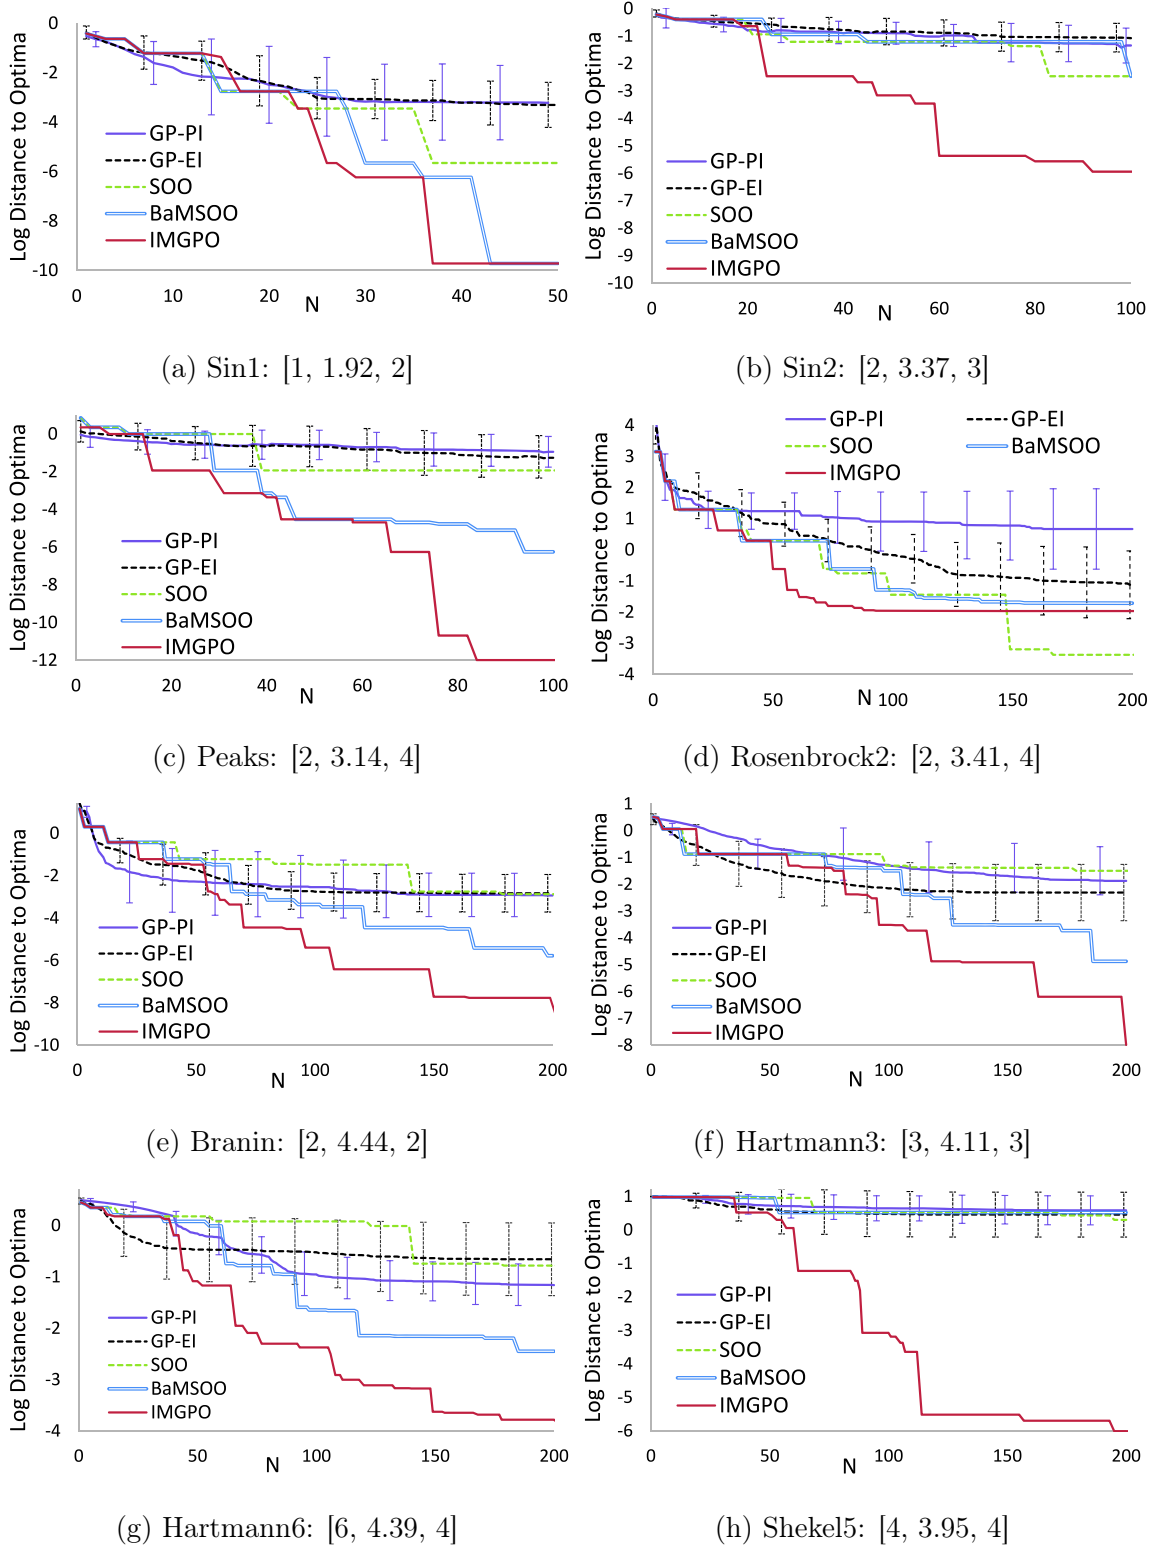 Log Distance to Optima
0
-2
-4
-6
-8
-10
GP-PI
GP-EI
SOO
BaMSOO
IMGPO
0 10 20 30 40 50
N
(a) Sin1: [1, 1.92, 2]
Log Distance to Optima
0
-1
-2
-3
-4
-5
-6
-7
-8
-9
-10
GP-PI
GP-EI
SOO
BaMSOO
IMGPO
0 20 40 60 80 100
N
(b) Sin2: [2, 3.37, 3]
Log Distance to Optima
0
-2
-4
-6
-8
-10
-12
GP-PI
GP-EI
SOO
BaMSOO
IMGPO
0 20 40 60 80 100
N
(c) Peaks: [2, 3.14, 4]
Log Distance to Optima
4
3
2
1
0
-1
-2
-3
-4
GP-PI GP-EI
SOO BaMSOO
IMGPO
0 50 100 150 200
N
(d) Rosenbrock2: [2, 3.41, 4]
Log Distance to Optima
0
-2
-4
-6
-8
-10
GP-PI
GP-EI
SOO
BaMSOO
IMGPO
0 50 100 150 200
N
(e) Branin: [2, 4.44, 2]
Log Distance to Optima
1
0
-1
-2
-3
-4
-5
-6
-7
-8
GP-PI
GP-EI
SOO
BaMSOO
IMGPO
0 50 100 150 200
N
(f) Hartmann3: [3, 4.11, 3]
Log Distance to Optima
0
-1
-2
-3
-4
GP-PI
GP-EI
SOO
BaMSOO
IMGPO
0 50 100 150 200
N
(g) Hartmann6: [6, 4.39, 4]
Log Distance to Optima
1
0
-1
-2
-3
-4
-5
-6
GP-PI
GP-EI
SOO
BaMSOO
IMGPO
0 50 100 150 200
N
(h) Shekel5: [4, 3.95, 4]